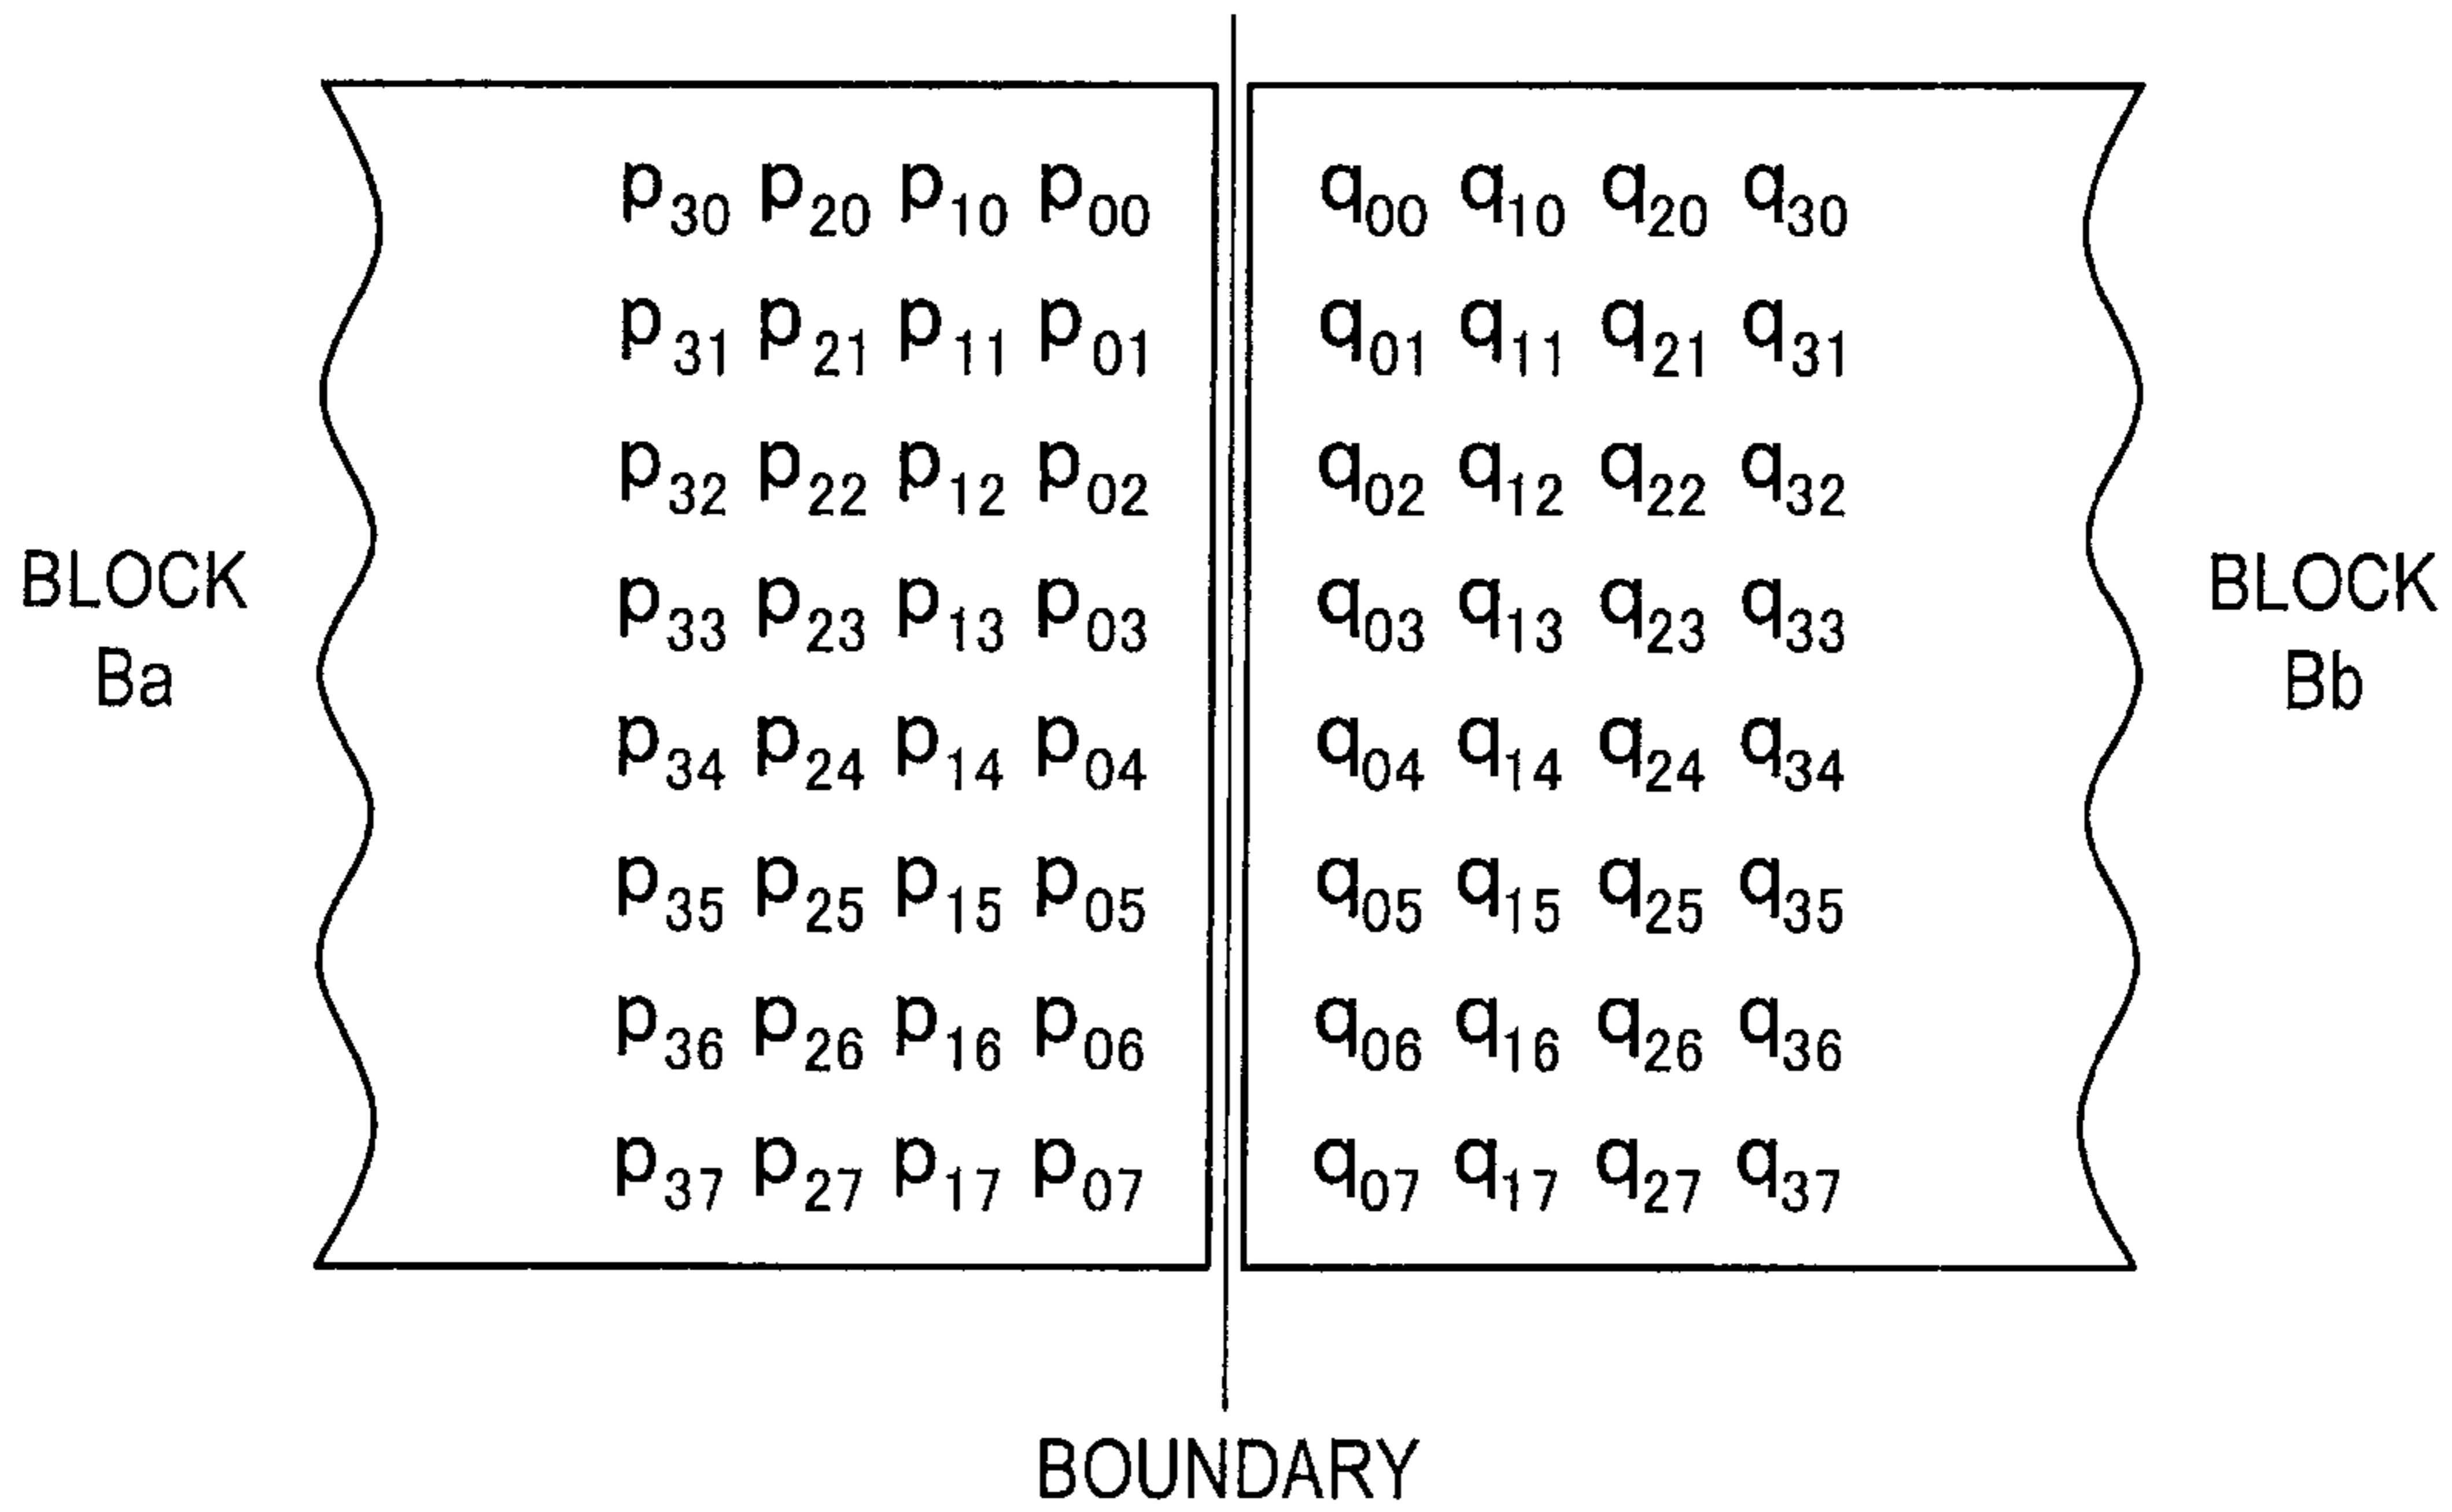 p30 p20 p10 p00 q00 q10 q20 q30
p31 p21 p11 p01 q01 q11 q21 q31
p32 p22 p12 p02 q02 q12 q22 q32
p33 p23 p13 p03 q03 q13 q23 q33
p34 p24 p14 p04 q04 q14 q24 q34
p35 p25 p15 p05 q05 q15 q25 q35
p36 p26 p16 p06 q06 q16 q26 q36
p37 p27 p17 p07 q07 q17 q27 q37
BLOCK
Ba
BLOCK
Bb
BOUNDARY